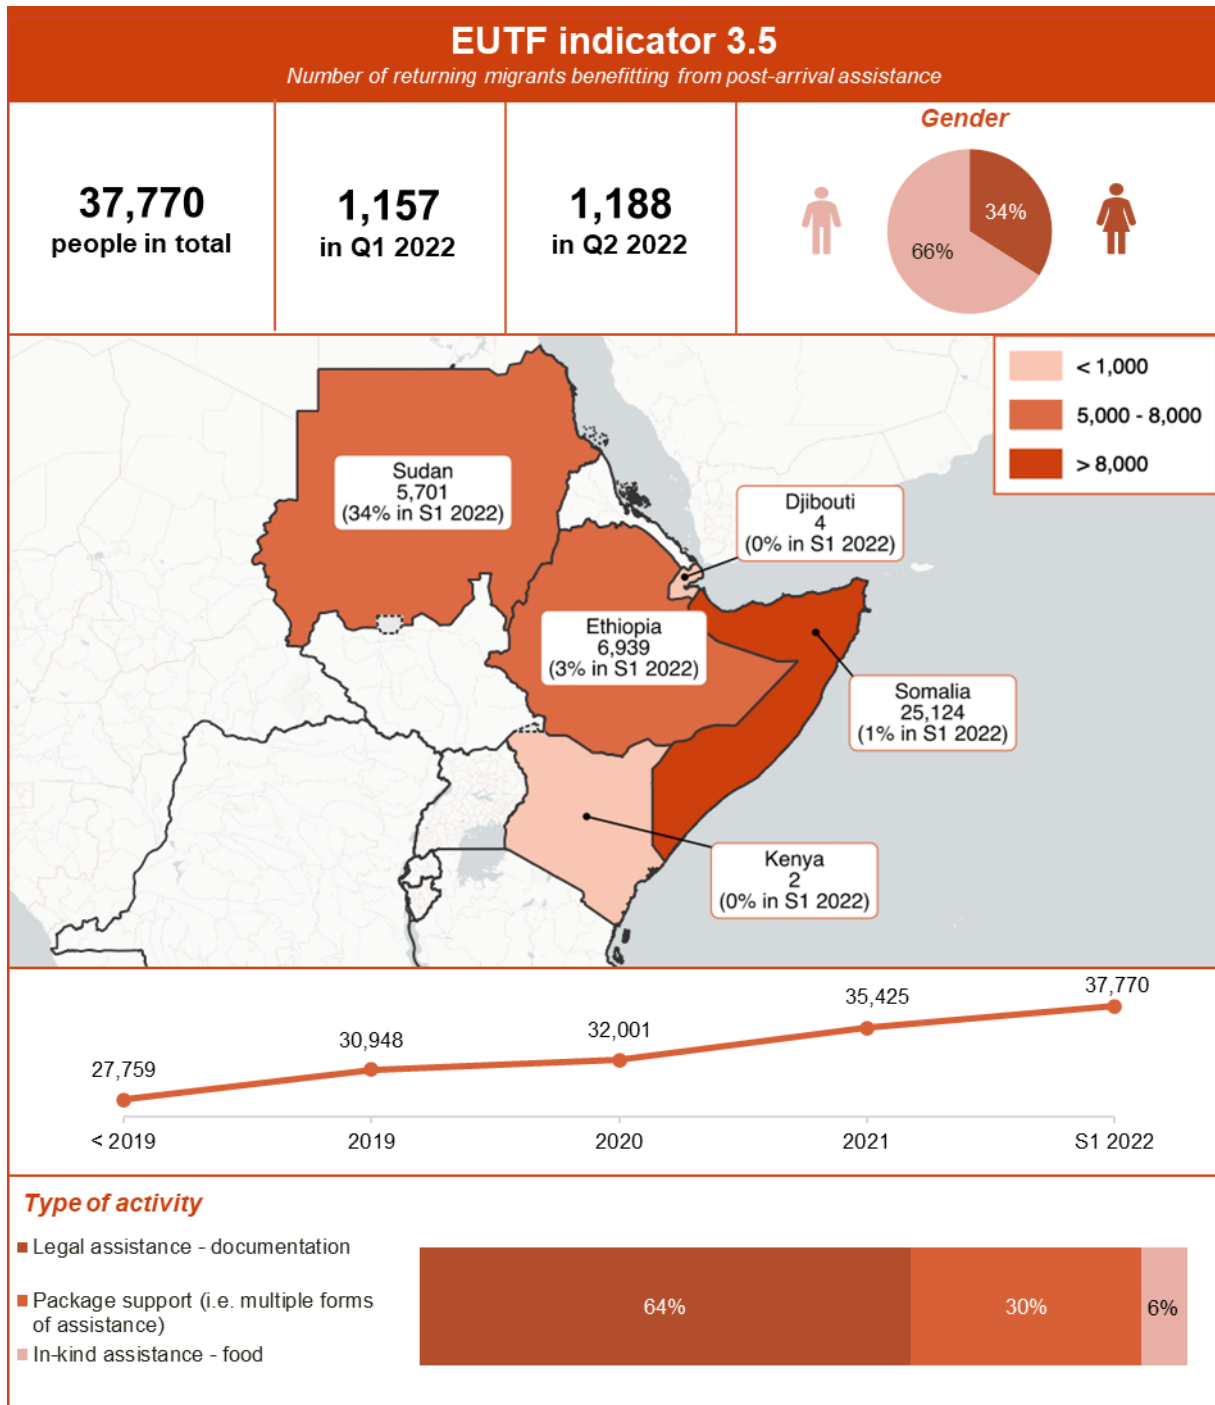 EUTF indicator 3.5
Number of returning migrants benefitting from post-arrival assistance
37,770
people in total
1,157
in Q1 2022
1,188
in Q2 2022
Gender
34%
66%
< 1,000
5,000 - 8,000
> 8,000
Sudan
5,701
(34% in S1 2022)
Djibouti
4
(0% in S1 2022)
Ethiopia
6,939
(3% in S1 2022)
Somalia
25,124
(1% in S1 2022)
Kenya
2
(0% in S1 2022)
27,759
30,948
32,001
35,425
37,770
< 2019
2019
2020
2021
S1 2022
Type of activity
Legal assistance - documentation
Package support (i.e. multiple forms
of assistance)
In-kind assistance - food
64%
30%
6%